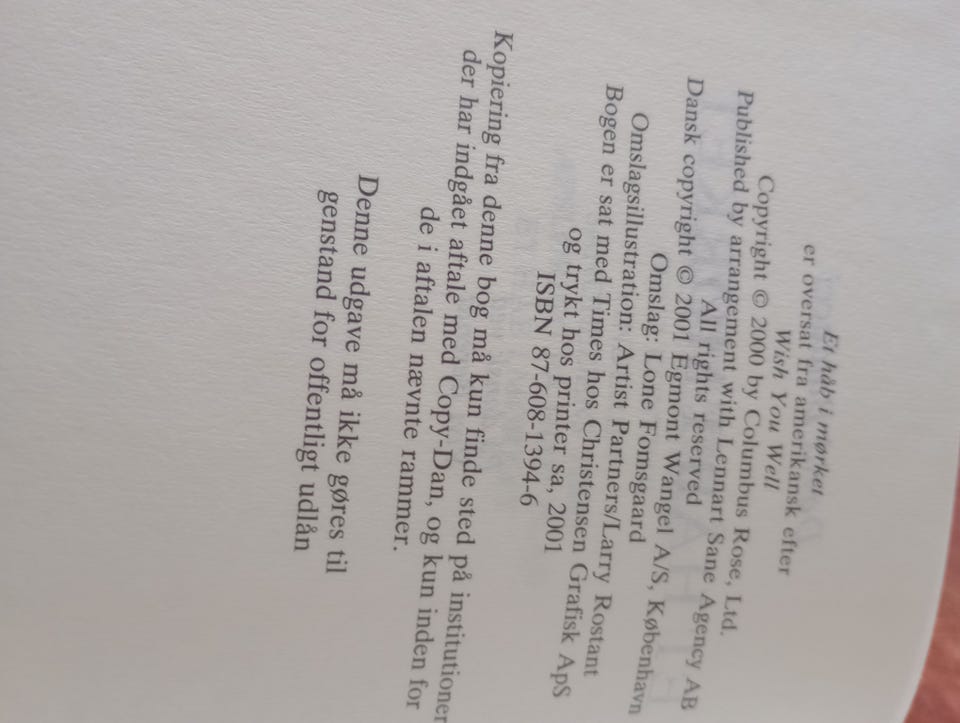 Et håb i mørket
er oversat fra amerikansk efter
Wish You Well
Copyright © 2000 by Columbus Rose, Ltd.
Published by arrangement with Lennart Sane Agency AB
All rights reserved
Dansk copyright © 2001 Egmont Wangel A/S, København
Omslag: Lone Fomsgaard
Omslagsillustration: Artist Partners/Larry Rostant
Bogen er sat med Times hos Christensen Grafisk ApS
og trykt hos printer sa, 2001
ISBN 87-608-1394-6
Kopiering fra denne bog må kun finde sted på institutioner
der har indgået aftale med Copy-Dan, og kun inden for
de i aftalen nævnte rammer.
Denne udgave må ikke gøres til
genstand for offentligt udlån